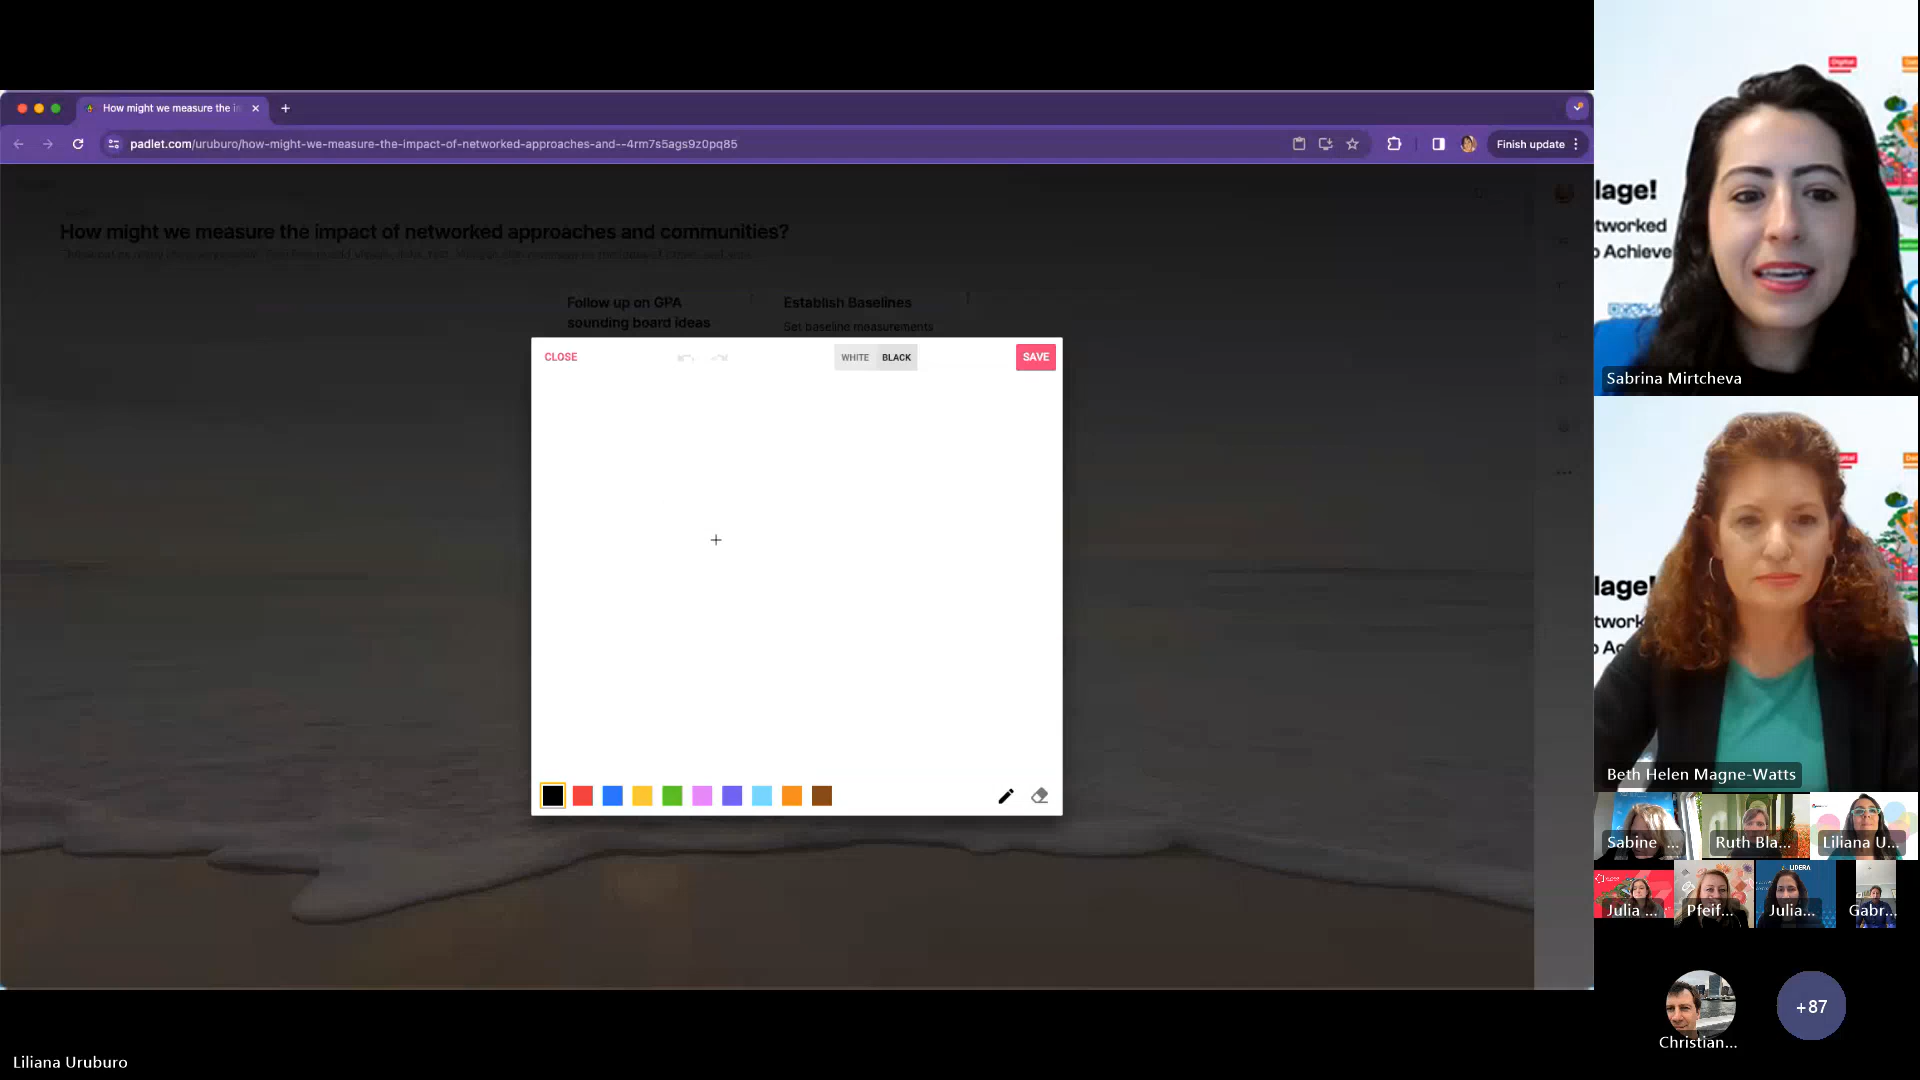 How might we measure the i
padlet.com/uruburo/how-might-we-measure-the-impact-of-networked-approaches-and--4rm7s5ags9z0pq85
Finish update
How might we measure the impact of networked approaches and communities?
Follow up on GPA
sounding board ideas
Establish Baselines
Set baseline measurements
CLOSE
WHITE
BLACK
SAVE
Digital
lage!
tworked
o Achieve
Sabrina Mirtcheva
lage!
twork
o Ac
Beth Helen Magne-Watts
Sabine ...
Ruth Bla...
Liliana U...
LIDERA
Julia ...
Pfeif...
Julia...
Gabr...
Christian...
+87
Liliana Uruburo